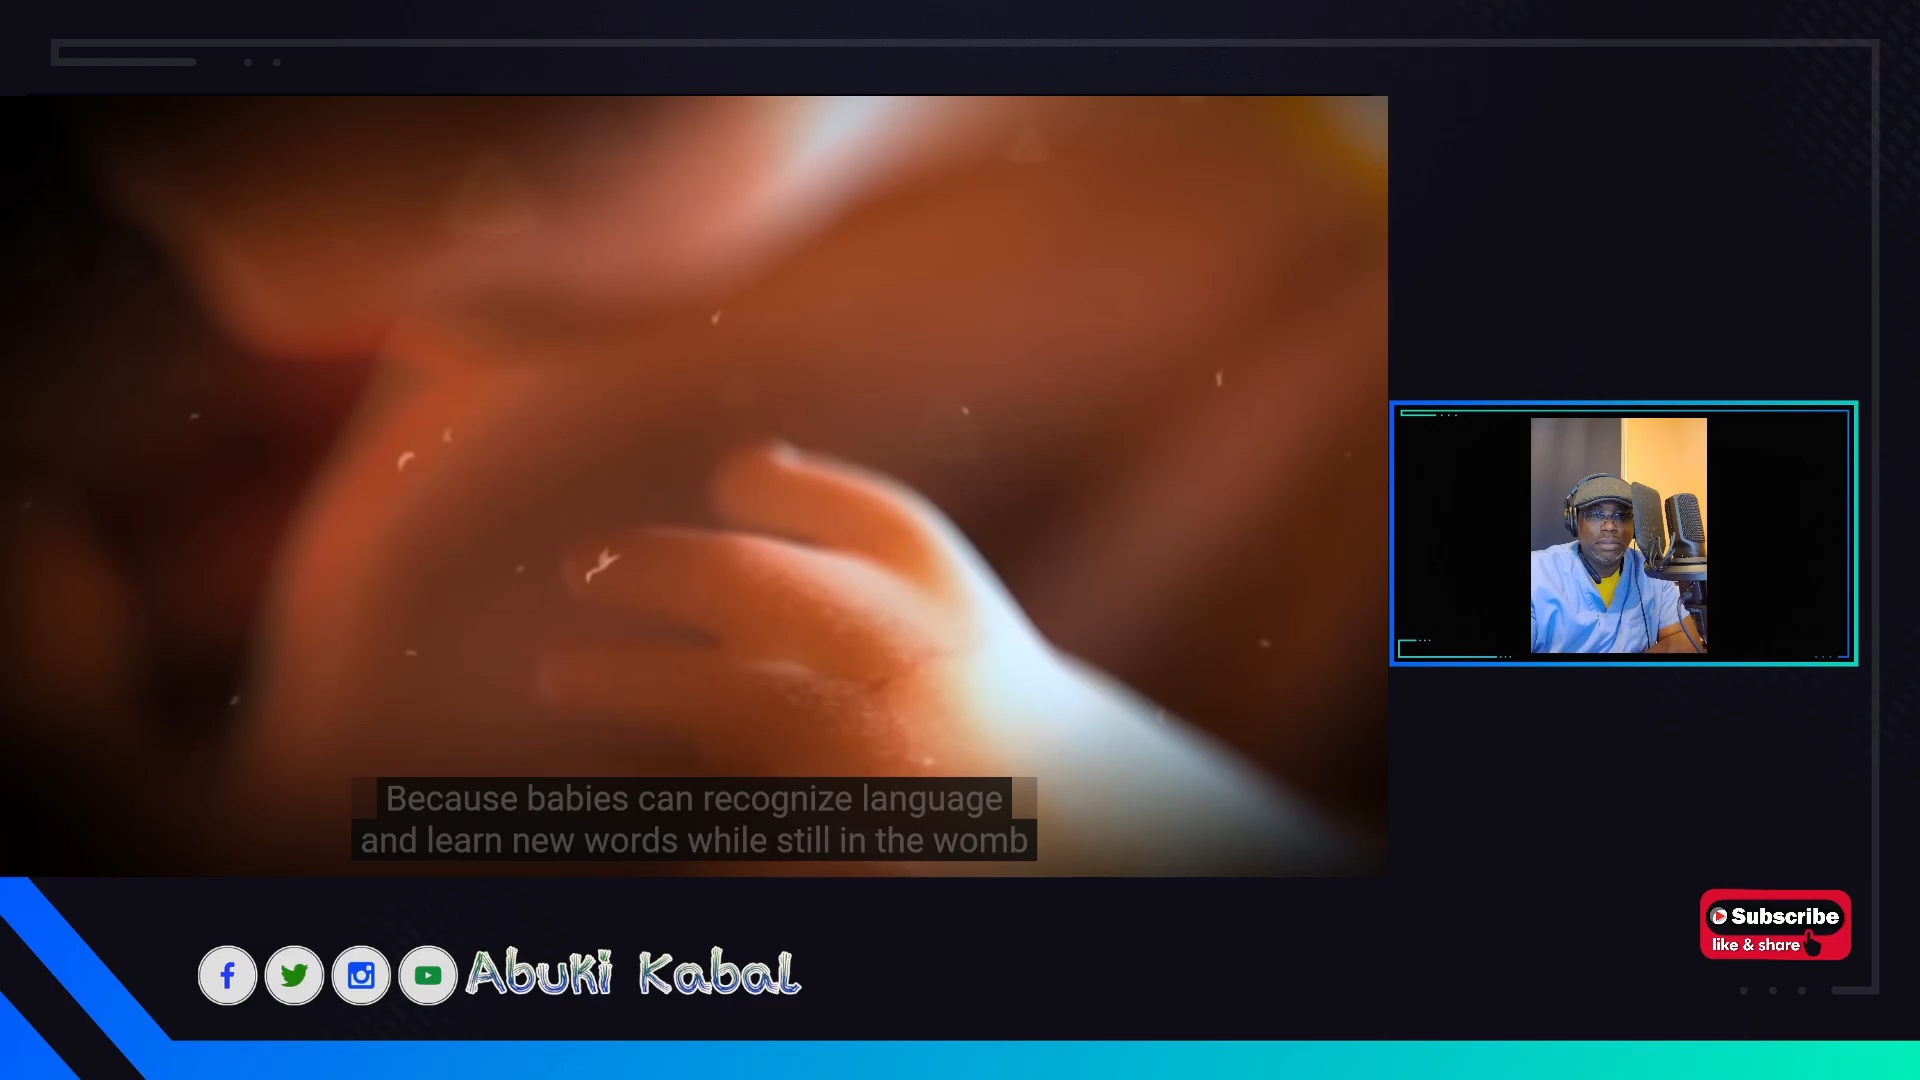 Because babies can recognize language
and learn new words while still in the womb
Abuki Kabal
Subscribe
like & share